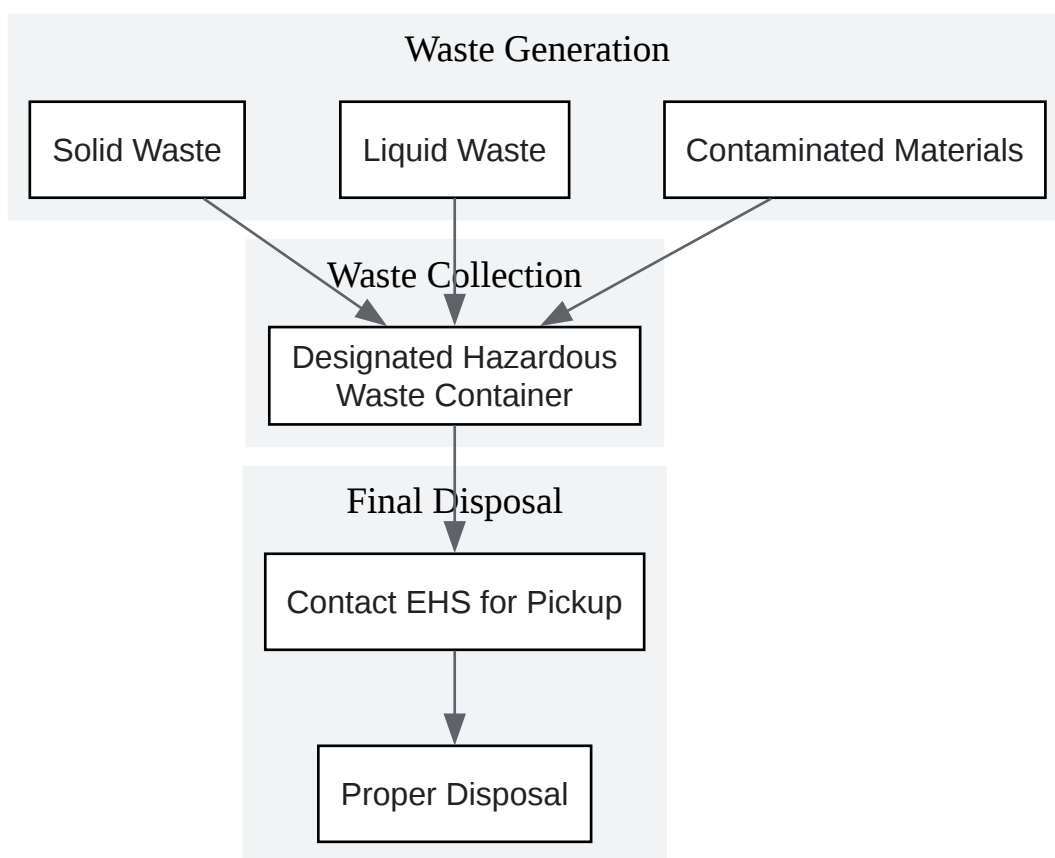 Waste Generation
Solid Waste
Liquid Waste
Contaminated Materials
Waste Collection
Designated Hazardous
Waste Container
Final Disposal
Contact EHS for Pickup
Proper Disposal